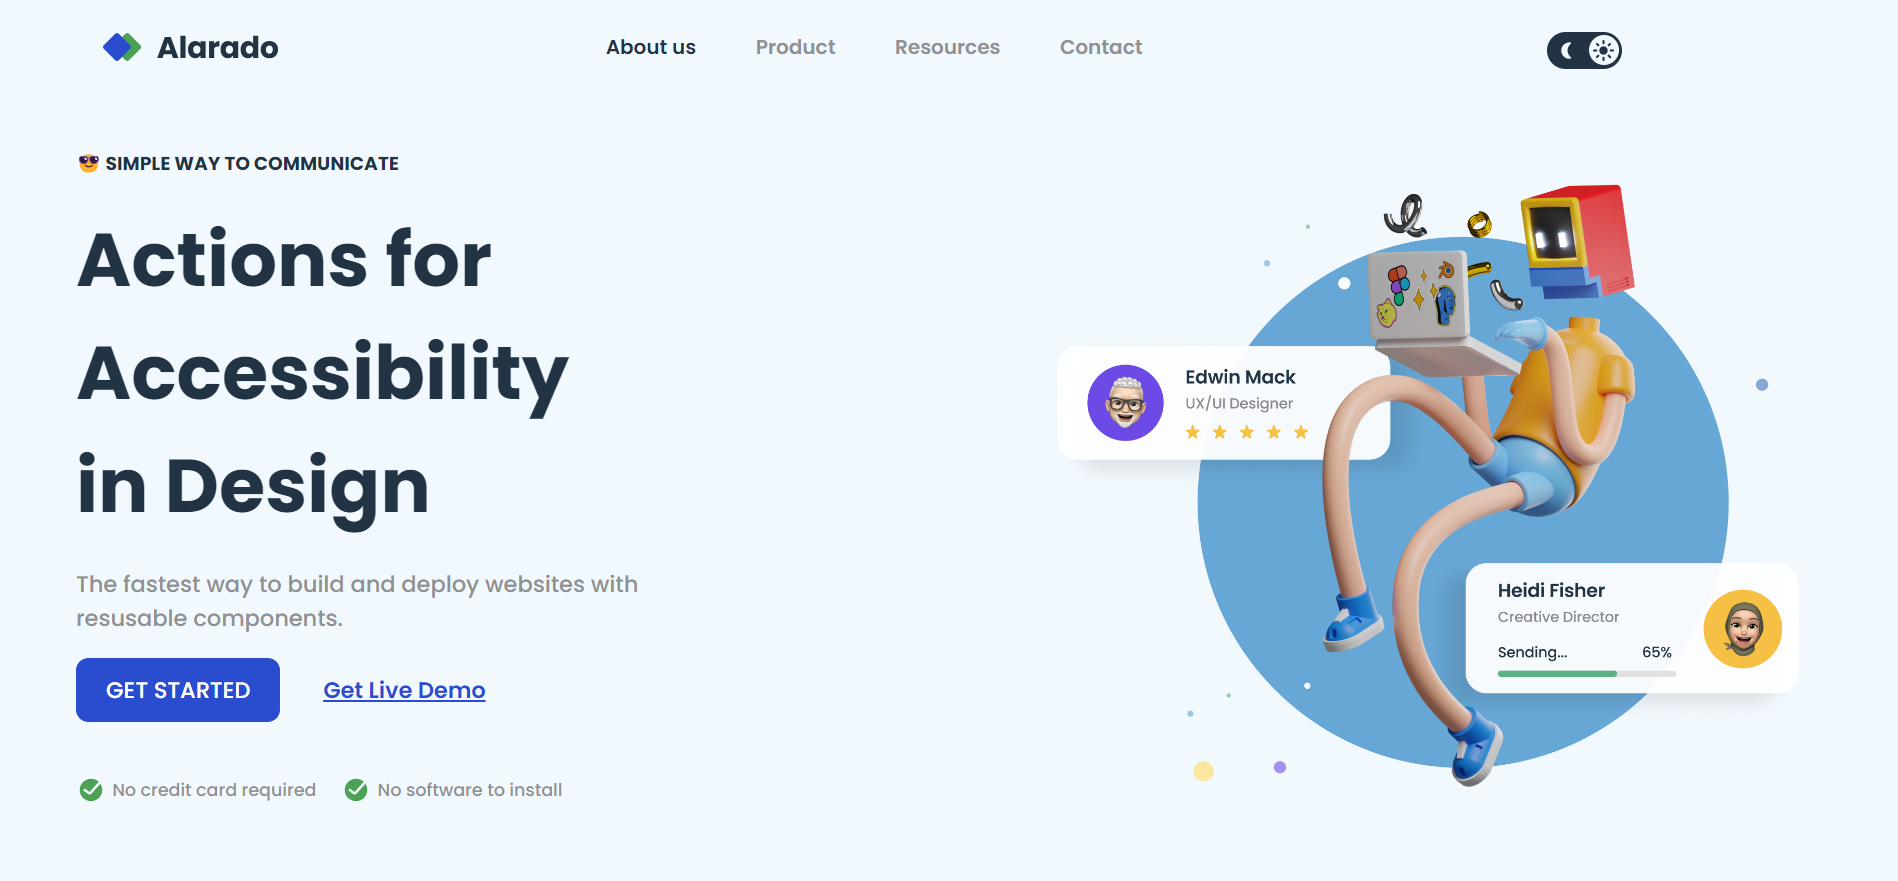 Alarado
About us
Product
Resources
Contact
SIMPLE WAY TO COMMUNICATE
Actions for
Accessibility
in Design
The fastest way to build and deploy websites with
resusable components.
GET STARTED
Get Live Demo
No credit card required
No software to install
Edwin Mack
UX/UI Designer
Heidi Fisher
Creative Director
Sending...
65%